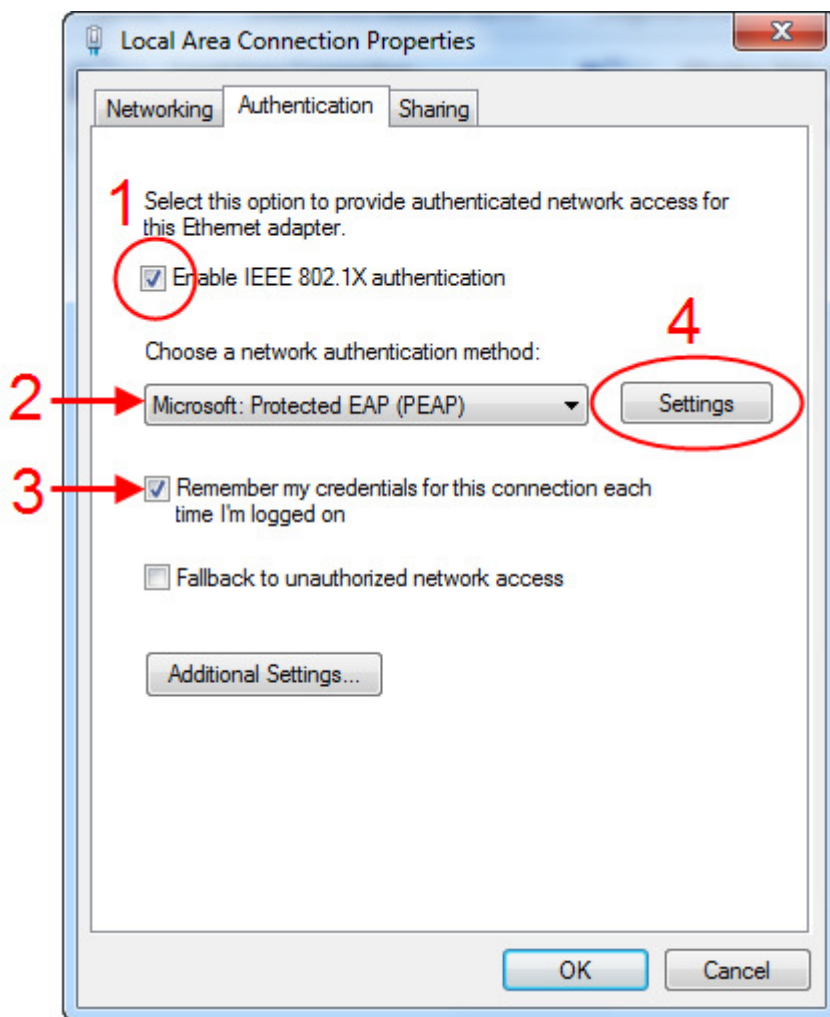 Local Area Connection Properties
Networking
Authentication
Sharing
1
Select this option to provide authenticated network access for
this Ethernet adapter.
Enable IEEE 802.1X authentication
4
Choose a network authentication method:
2
Microsoft: Protected EAP (PEAP)
Settings
3
Remember my credentials for this connection each
time I'm logged on
Fallback to unauthorized network access
Additional Settings...
OK
Cancel